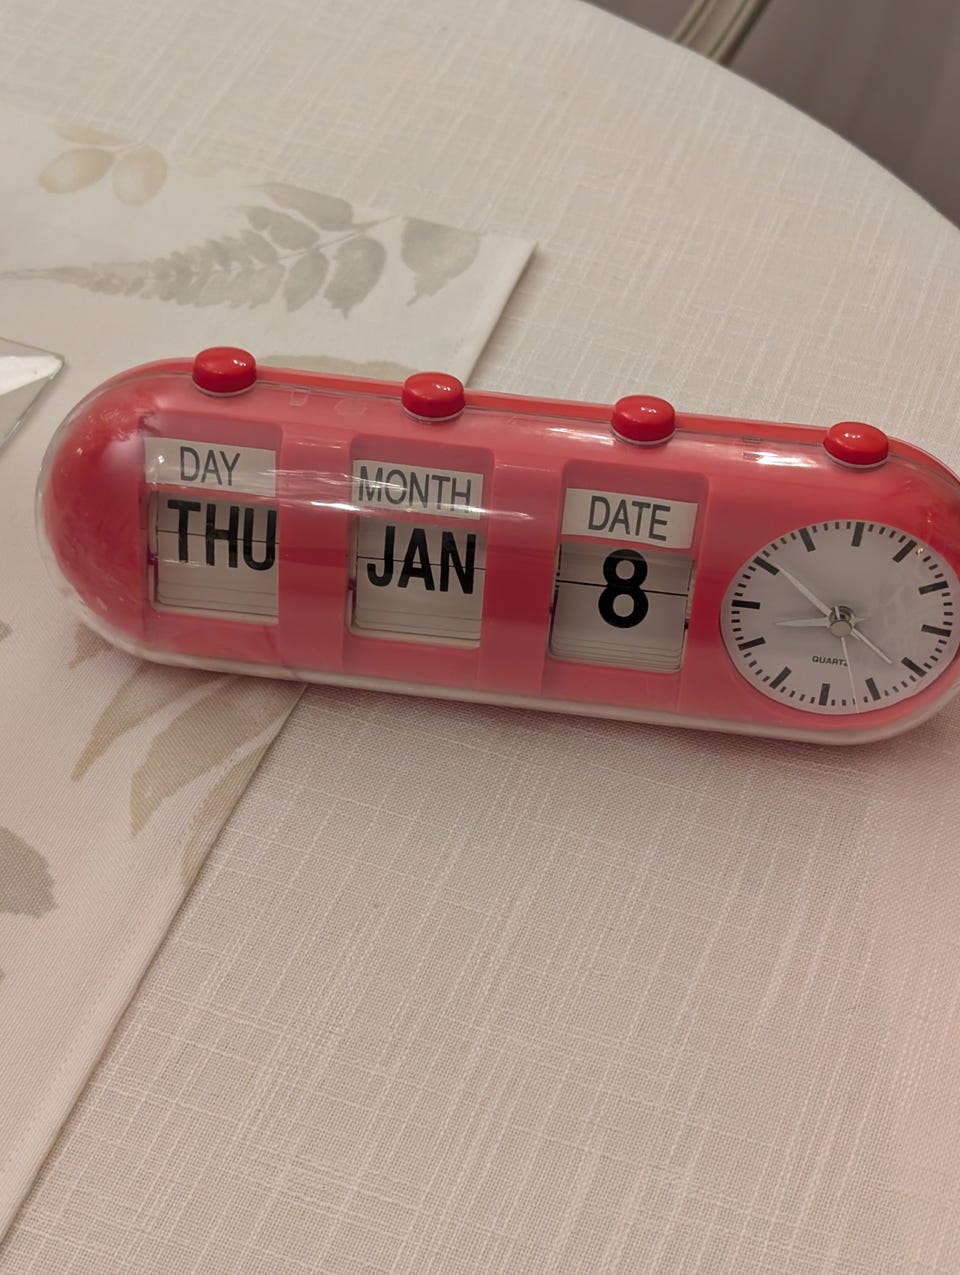 DAY
THU
MONTH
JAN
DATE
8
QUARTZ